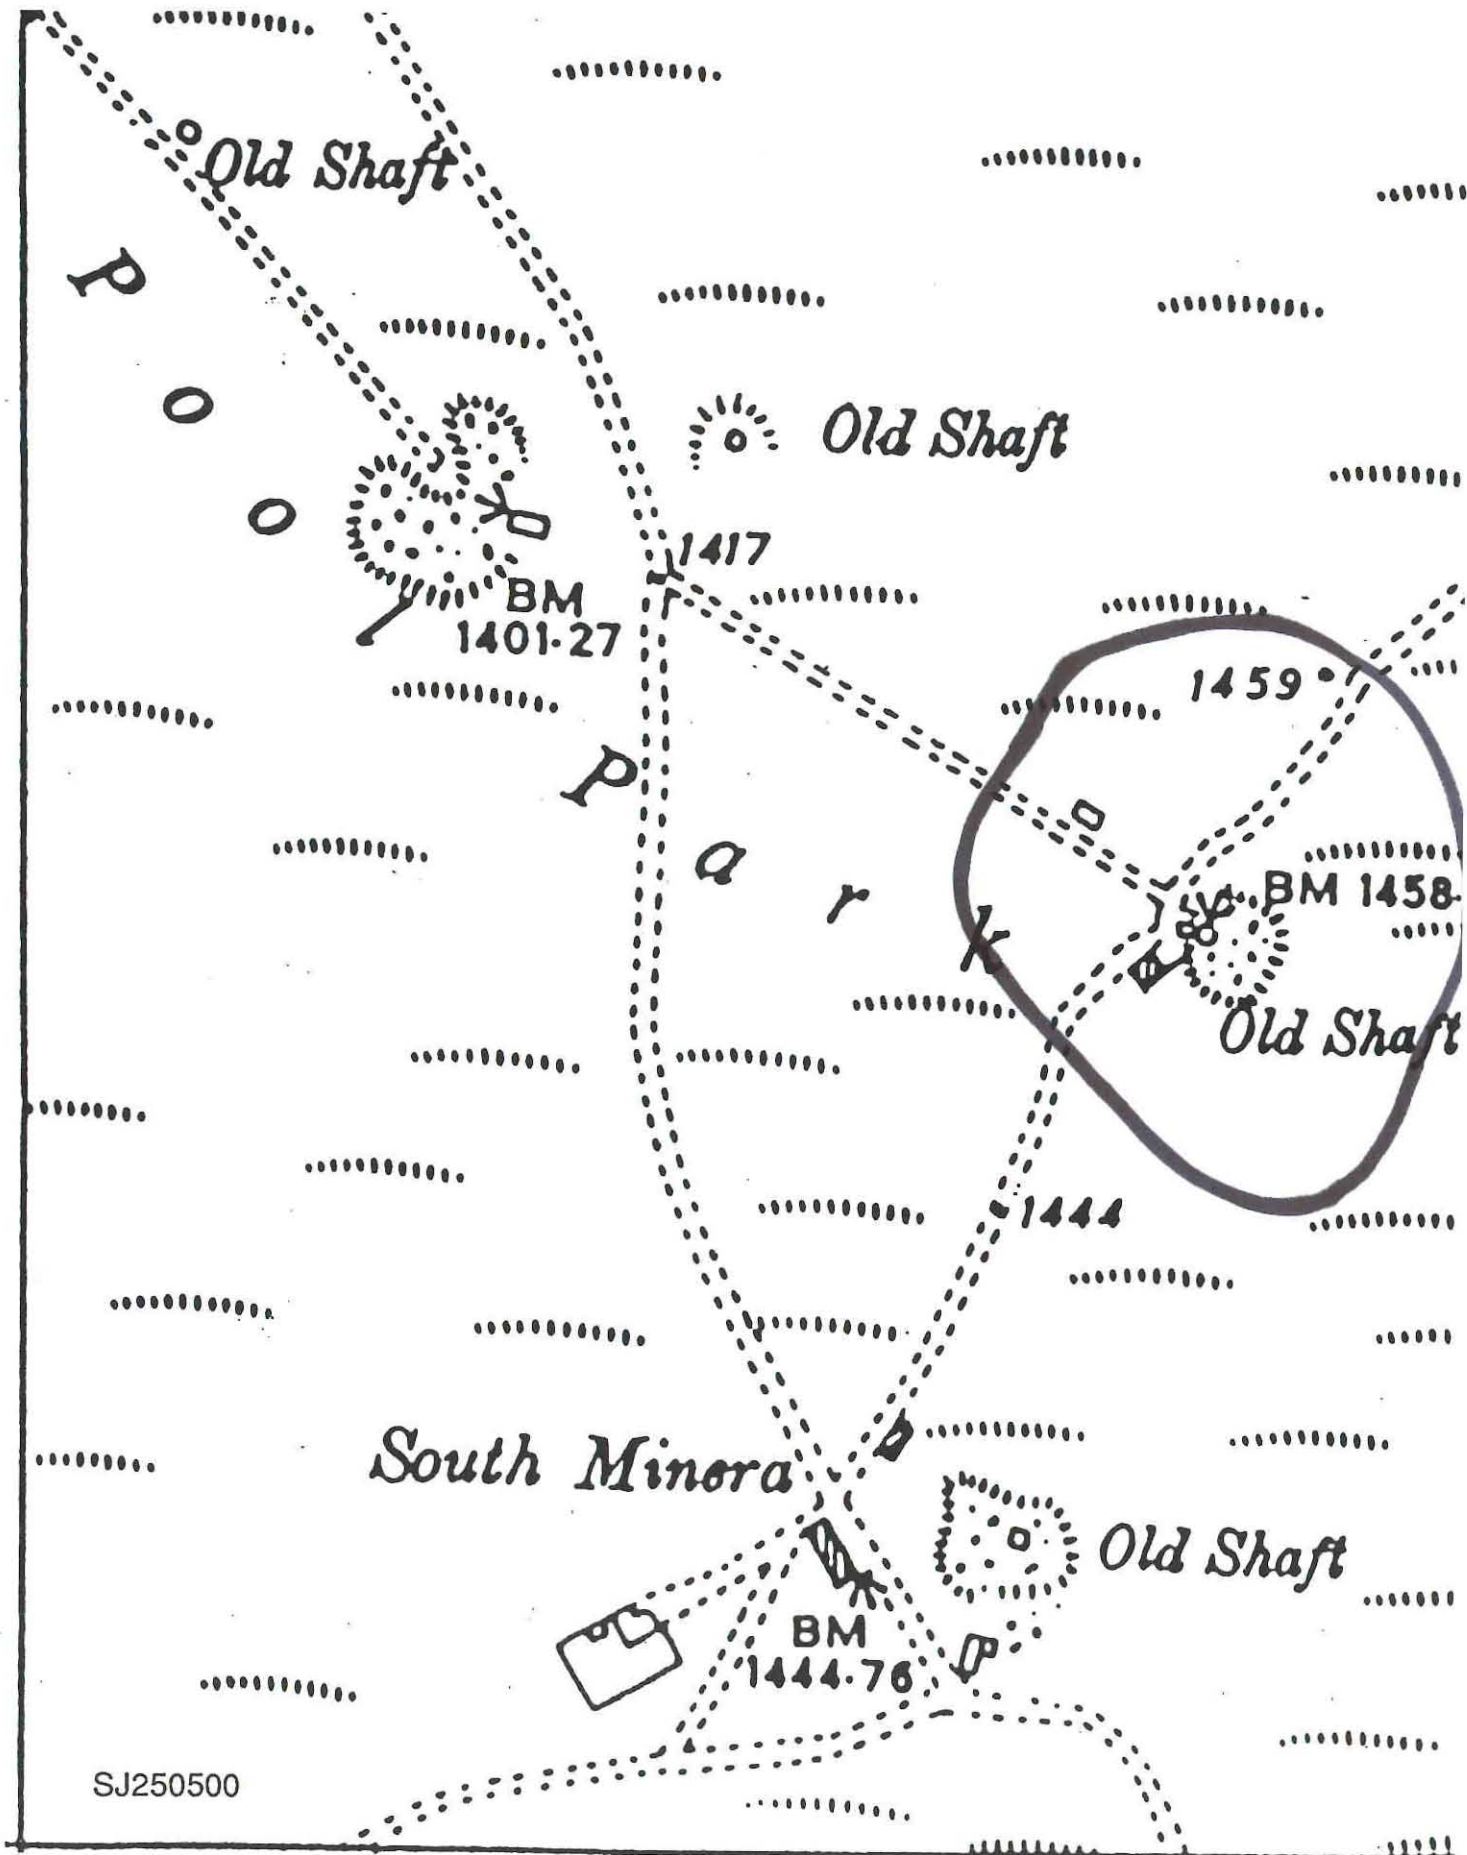 Old Shaft
P o o
Old Shaft
1417
BM
1401·27
1459
P a r k
BM 1458·
Old Shaft
1444
South Minera
Old Shaft
BM
1444·76
SJ250500